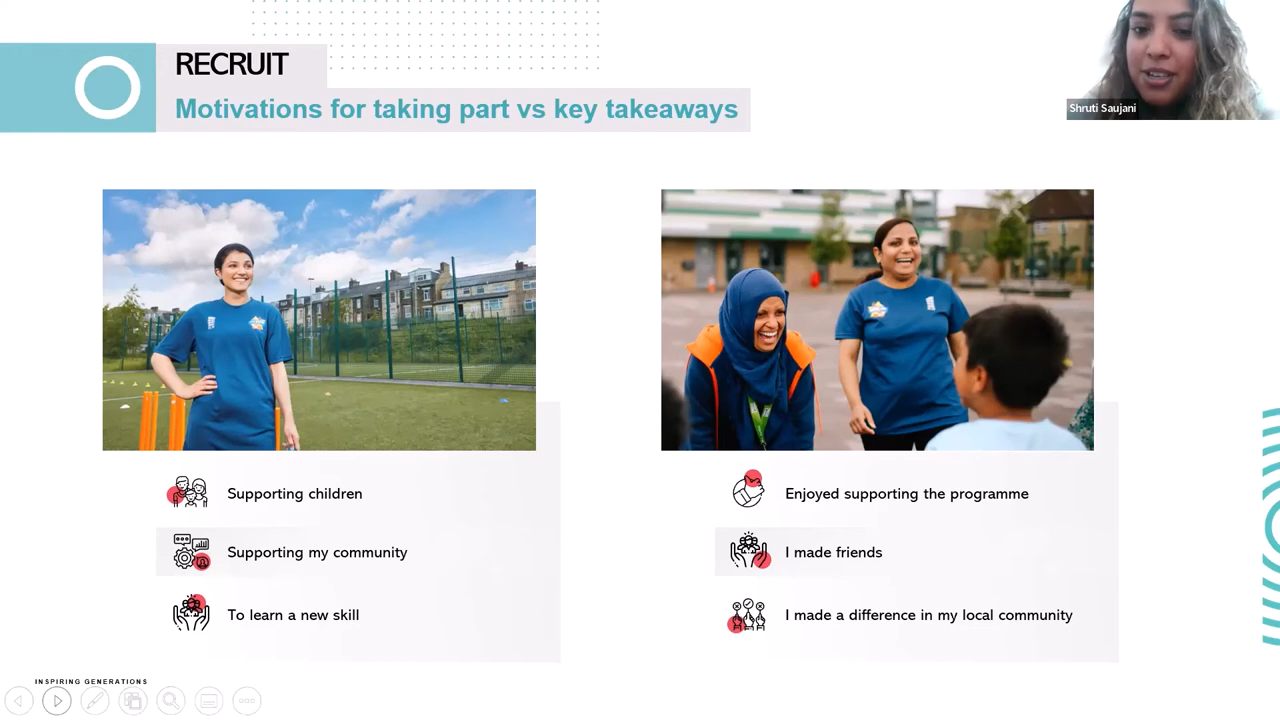 RECRUIT
Motivations for taking part vs key takeaways
Shruti Saujani
Supporting children
Supporting my community
To learn a new skill
Enjoyed supporting the programme
I made friends
I made a difference in my local community
INSPIRING GENERATIONS